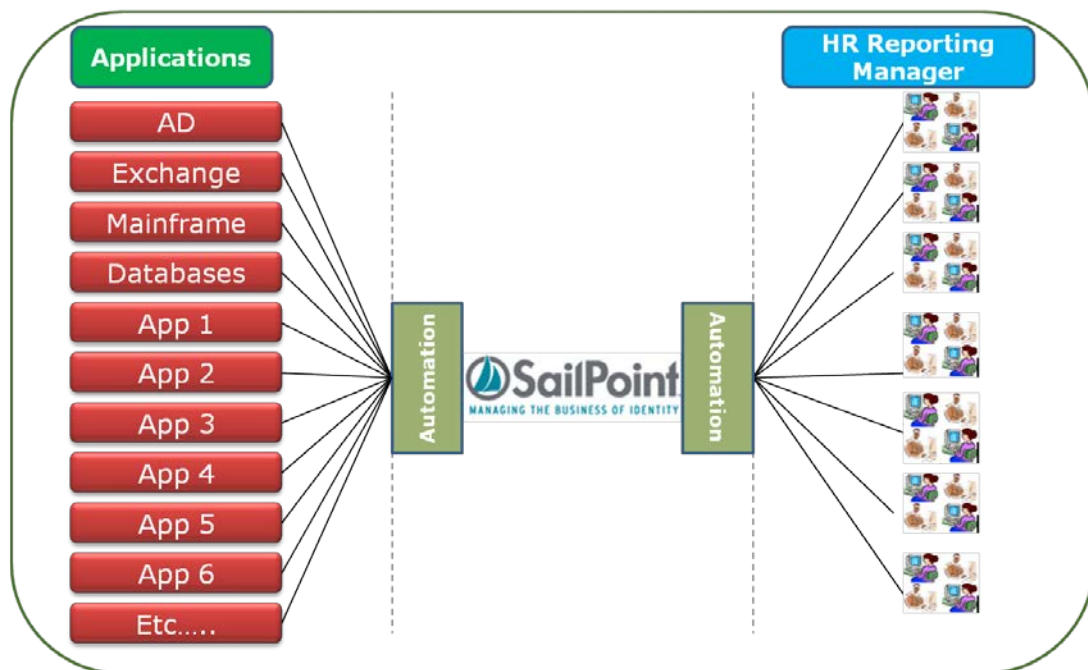 Applications
HR Reporting
Manager
AD
Exchange
Mainframe
Databases
App 1
App 2
App 3
App 4
App 5
App 6
Etc.....
Automation
SailPoint
MANAGING THE BUSINESS OF IDENTITY
Automation